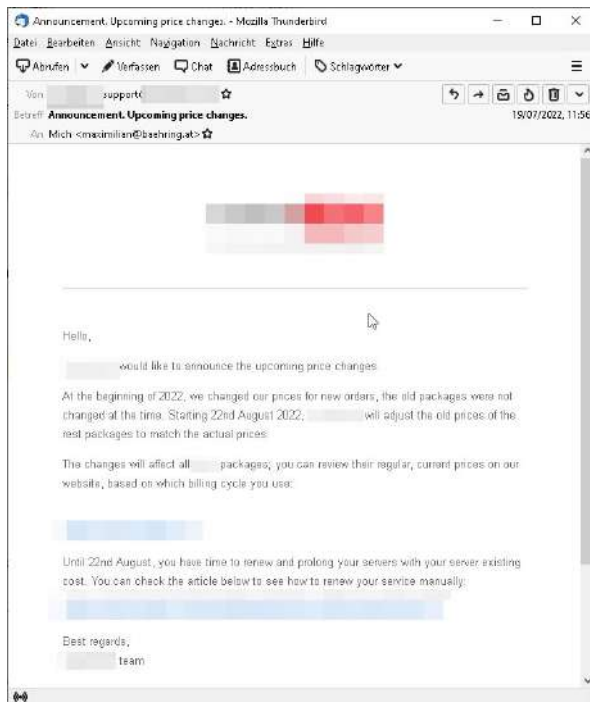 Announcement. Upcoming price changes. - Mozilla Thunderbird
Datei Bearbeiten Ansicht Navigation Nachricht Extras Hilfe
Abrufen Verfassen Chat Adressbuch Schlagwörter
Von support
Betreff Announcement. Upcoming price changes. 19/07/2022, 11:56
An Mich <maximilian@baehring.at>
Hello,
would like to announce the upcoming price changes
At the beginning of 2022, we changed our prices for new orders, the old packages were not
changed at the time. Starting 22nd August 2022, will adjust the old prices of the
rest packages to match the actual prices.
The changes will affect all packages; you can review their regular, current prices on our
website, based on which billing cycle you use:
Until 22nd August, you have time to renew and prolong your servers with your server existing
cost. You can check the article below to see how to renew your service manually:
Best regards,
team